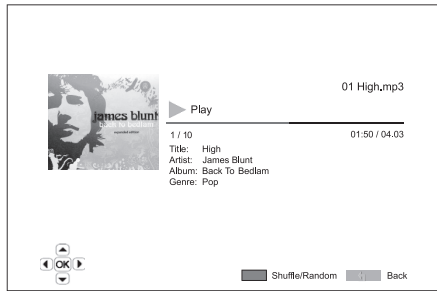 01 High.mp3
james blunt
back to bedlam
expanded edition
Play
1 / 10 01:50 / 04.03
Title: High
Artist: James Blunt
Album: Back To Bedlam
Genre: Pop
OK
Shuffle/Random Back